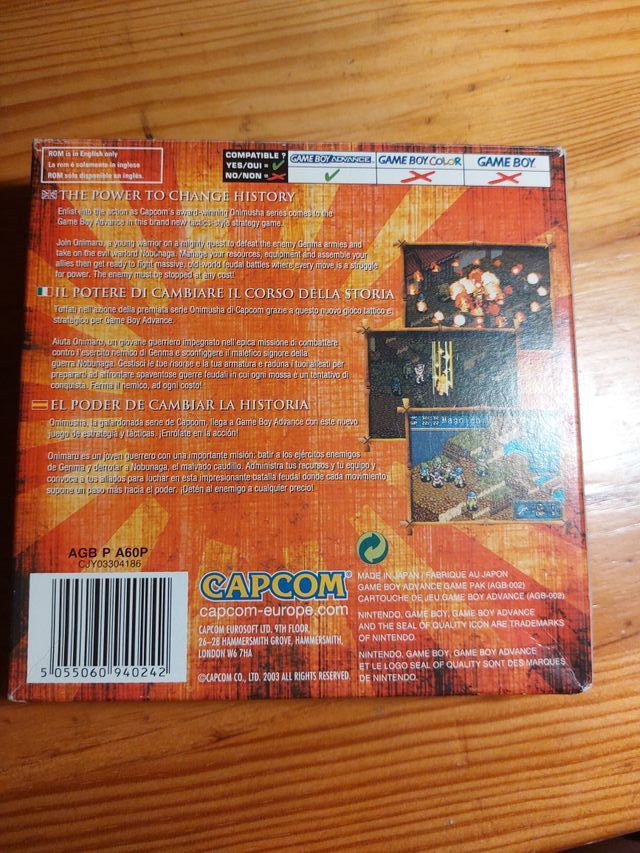 ROM is in English only
La rom è solamente in inglese
ROM solo disponible en inglés.
COMPATIBLE ?
YES/OUI =
NO/NON =
GAME BOY ADVANCE
GAME BOY COLOR
GAME BOY
THE POWER TO CHANGE HISTORY
Enlist into the action as Capcom's award-winning Onimusha series comes to the
Game Boy Advance in this brand new tactics-style strategy game.
Join Onimaru, a young warrior on a mighty quest to defeat the enemy Genma armies and
take on the evil warlord Nobunaga. Manage your resources, equipment and assemble your
allies then get ready to fight massive, old-world feudal battles where every move is a struggle
for power. The enemy must be stopped at any cost!
IL POTERE DI CAMBIARE IL CORSO DELLA STORIA
Tuffati nell'azione della premiata serie Onimusha di Capcom grazie a questo nuovo gioco tattico e
strategico per Game Boy Advance.
Aiuta Onimaru, un giovane guerriero impegnato nell'epica missione di combattere
contro l'esercito nemico di Genma e sconfiggere il malefico signore della
guerra Nobunaga. Gestisci le tue risorse e la tua armatura e raduna i tuoi alleati per
prepararti ad affrontare spaventose guerre feudali in cui ogni mossa è un tentativo di
conquista. Ferma il nemico, ad ogni costo!
EL PODER DE CAMBIAR LA HISTORIA
Onimusha, la galardonada serie de Capcom, llega a Game Boy Advance con este nuevo
juego de estrategia y tácticas. ¡Enrólate en la acción!
Onimaru es un joven guerrero con una importante misión: batir a los ejércitos enemigos
de Genma y derrotar a Nobunaga, el malvado caudillo. Administra tus recursos y tu equipo y
convoca a tus aliados para luchar en esta impresionante batalla feudal donde cada movimiento
supone un paso más hacia el poder. ¡Detén al enemigo a cualquier precio!
AGB P A60P
CJY03304186
5 055060 940242
CAPCOM®
capcom-europe.com
CAPCOM EUROSOFT LTD. 9TH FLOOR,
26-28 HAMMERSMITH GROVE, HAMMERSMITH,
LONDON W6 7HA
©CAPCOM CO., LTD. 2003 ALL RIGHTS RESERVED.
MADE IN JAPAN / FABRIQUE AU JAPON
GAME BOY ADVANCE GAME PAK (AGB-002)
CARTOUCHE DE JEU GAME BOY ADVANCE (AGB-002)
NINTENDO, GAME BOY, GAME BOY ADVANCE
AND THE SEAL OF QUALITY ICON ARE TRADEMARKS
OF NINTENDO.
NINTENDO, GAME BOY, GAME BOY ADVANCE
ET LE LOGO SEAL OF QUALITY SONT DES MARQUES
DE NINTENDO.